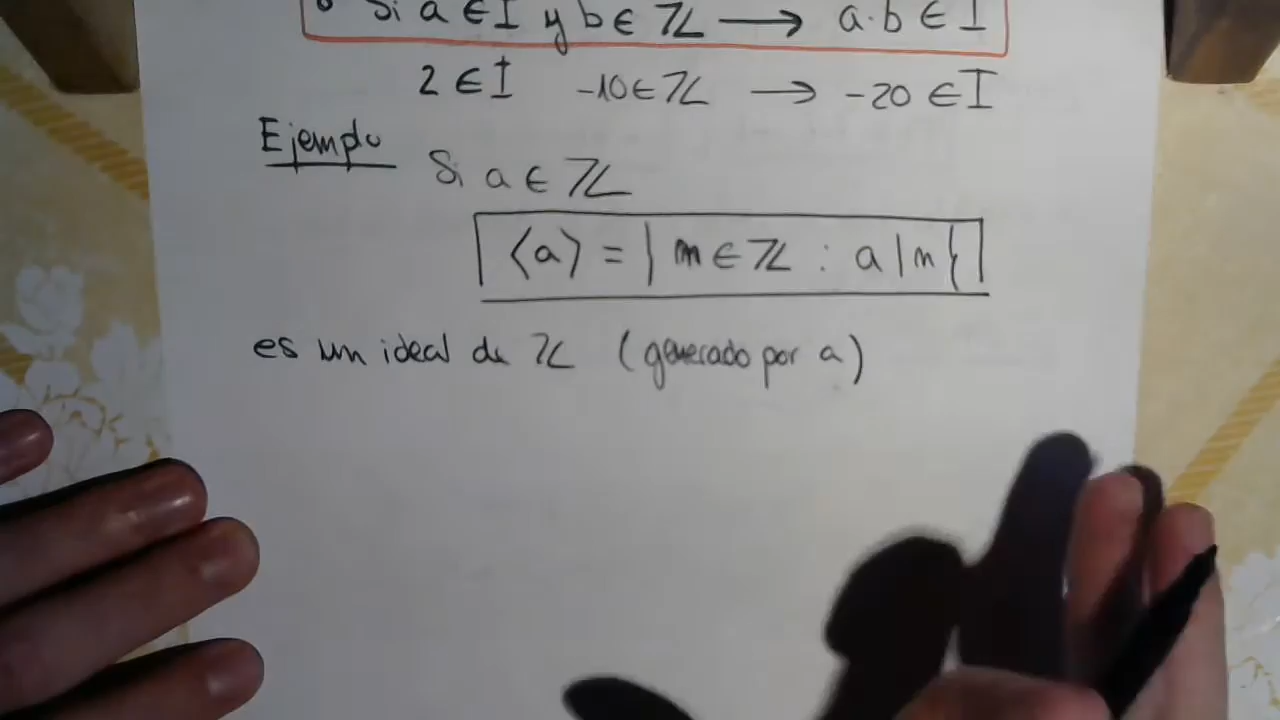 • Si a ∈ I y b ∈ ℤ ⟶ a·b ∈ I
2 ∈ I -10 ∈ ℤ ⟶ -20 ∈ I
Ejemplo Si a ∈ ℤ
⟨a⟩ = { m ∈ ℤ : a | m }
es un ideal de ℤ (generado por a)